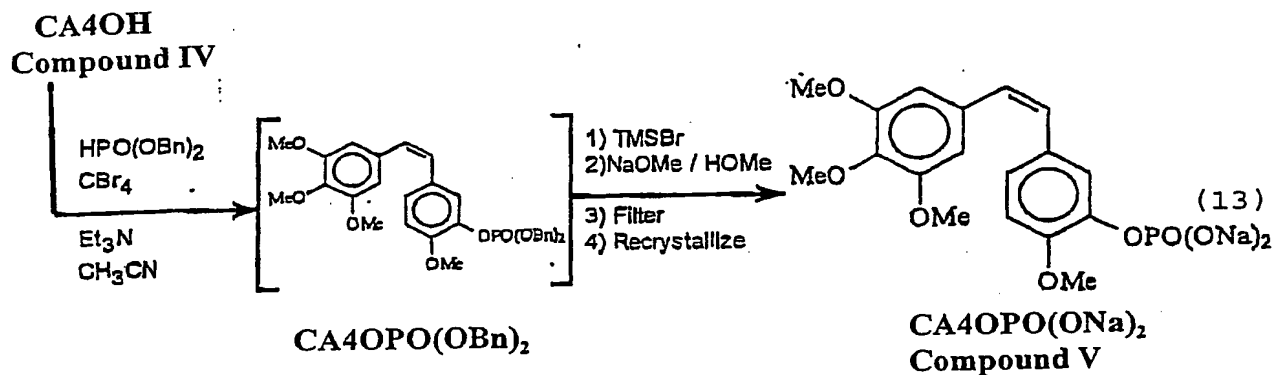 CA4OH
Compound IV
HPO(OBn)₂
CBr₄
Et₃N
CH₃CN
MeO
MeO
OMe
OPO(OBn)₂
OMe
CA4OPO(OBn)₂
1) TMSBr
2)NaOMe / HOMe
3) Filter
4) Recrystallize
MeO
MeO
OMe
OPO(ONa)₂
OMe
(13)
CA4OPO(ONa)₂
Compound V